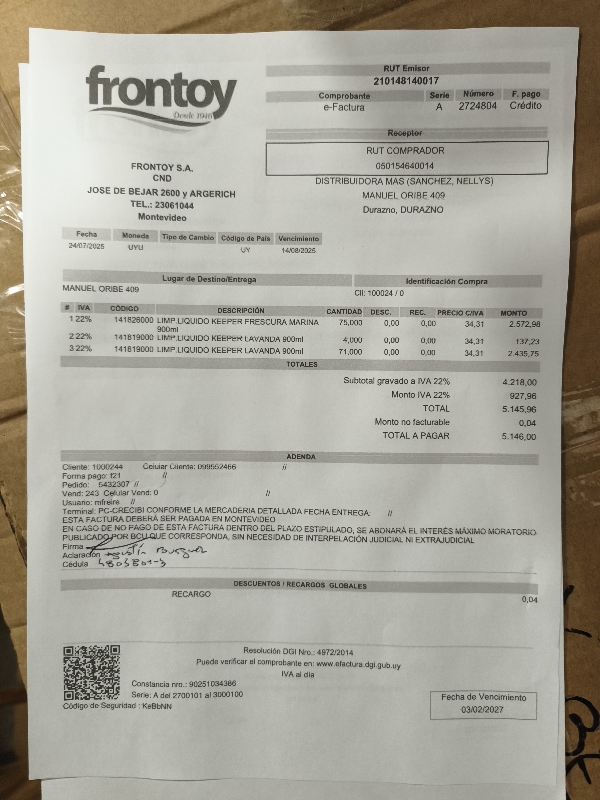 frontoy
Desde 1940
RUT Emisor
210148140017
Comprobante Serie Número F. pago
e-Factura A 2724804 Crédito
Receptor
RUT COMPRADOR
050154640014
DISTRIBUIDORA MAS (SANCHEZ, NELLYS)
MANUEL ORIBE 409
Durazno, DURAZNO
FRONTOY S.A.
CND
JOSE DE BEJAR 2600 y ARGERICH
TEL.: 23061044
Montevideo
Fecha Moneda Tipo de Cambio Código de País Vencimiento
24/07/2025 UYU UY 14/08/2025
Lugar de Destino/Entrega Identificación Compra
MANUEL ORIBE 409 Cli: 100024 / 0
# IVA CÓDIGO DESCRIPCIÓN CANTIDAD DESC. REC. PRECIO C/IVA MONTO
1 22% 141826000 LIMP.LIQUIDO KEEPER FRESCURA MARINA 75,000 0,00 0,00 34,31 2.572,98
900ml
2 22% 141819000 LIMP.LIQUIDO KEEPER LAVANDA 900ml 4,000 0,00 0,00 34,31 137,23
3 22% 141819000 LIMP.LIQUIDO KEEPER LAVANDA 900ml 71,000 0,00 0,00 34,31 2.435,75
TOTALES
Subtotal gravado a IVA 22% 4.218,00
Monto IVA 22% 927,96
TOTAL 5.145,96
Monto no facturable 0,04
TOTAL A PAGAR 5.146,00
ADENDA
Cliente: 1000244 Celular Cliente: 099552466 //
Forma pago: f21 //
Pedido: 5432307 //
Vend: 243 Celular Vend: 0 //
Usuario: mfreire //
Terminal: PC-CRECIBI CONFORME LA MERCADERIA DETALLADA FECHA ENTREGA: //
ESTA FACTURA DEBERÁ SER PAGADA EN MONTEVIDEO
EN CASO DE NO PAGO DE ESTA FACTURA DENTRO DEL PLAZO ESTIPULADO, SE ABONARÁ EL INTERÉS MÁXIMO MORATORIO
PUBLICADO POR BCU QUE CORRESPONDA, SIN NECESIDAD DE INTERPELACIÓN JUDICIAL NI EXTRAJUDICIAL
Firma
Aclaración Agustín
Cédula 4803801-3
DESCUENTOS / RECARGOS GLOBALES
RECARGO 0,04
Resolución DGI Nro.: 4972/2014
Puede verificar el comprobante en: www.efactura.dgi.gub.uy
IVA al día
Constancia nro.: 90251034386
Serie: A del 2700101 al 3000100
Código de Seguridad : KeBbNN
Fecha de Vencimiento
03/02/2027